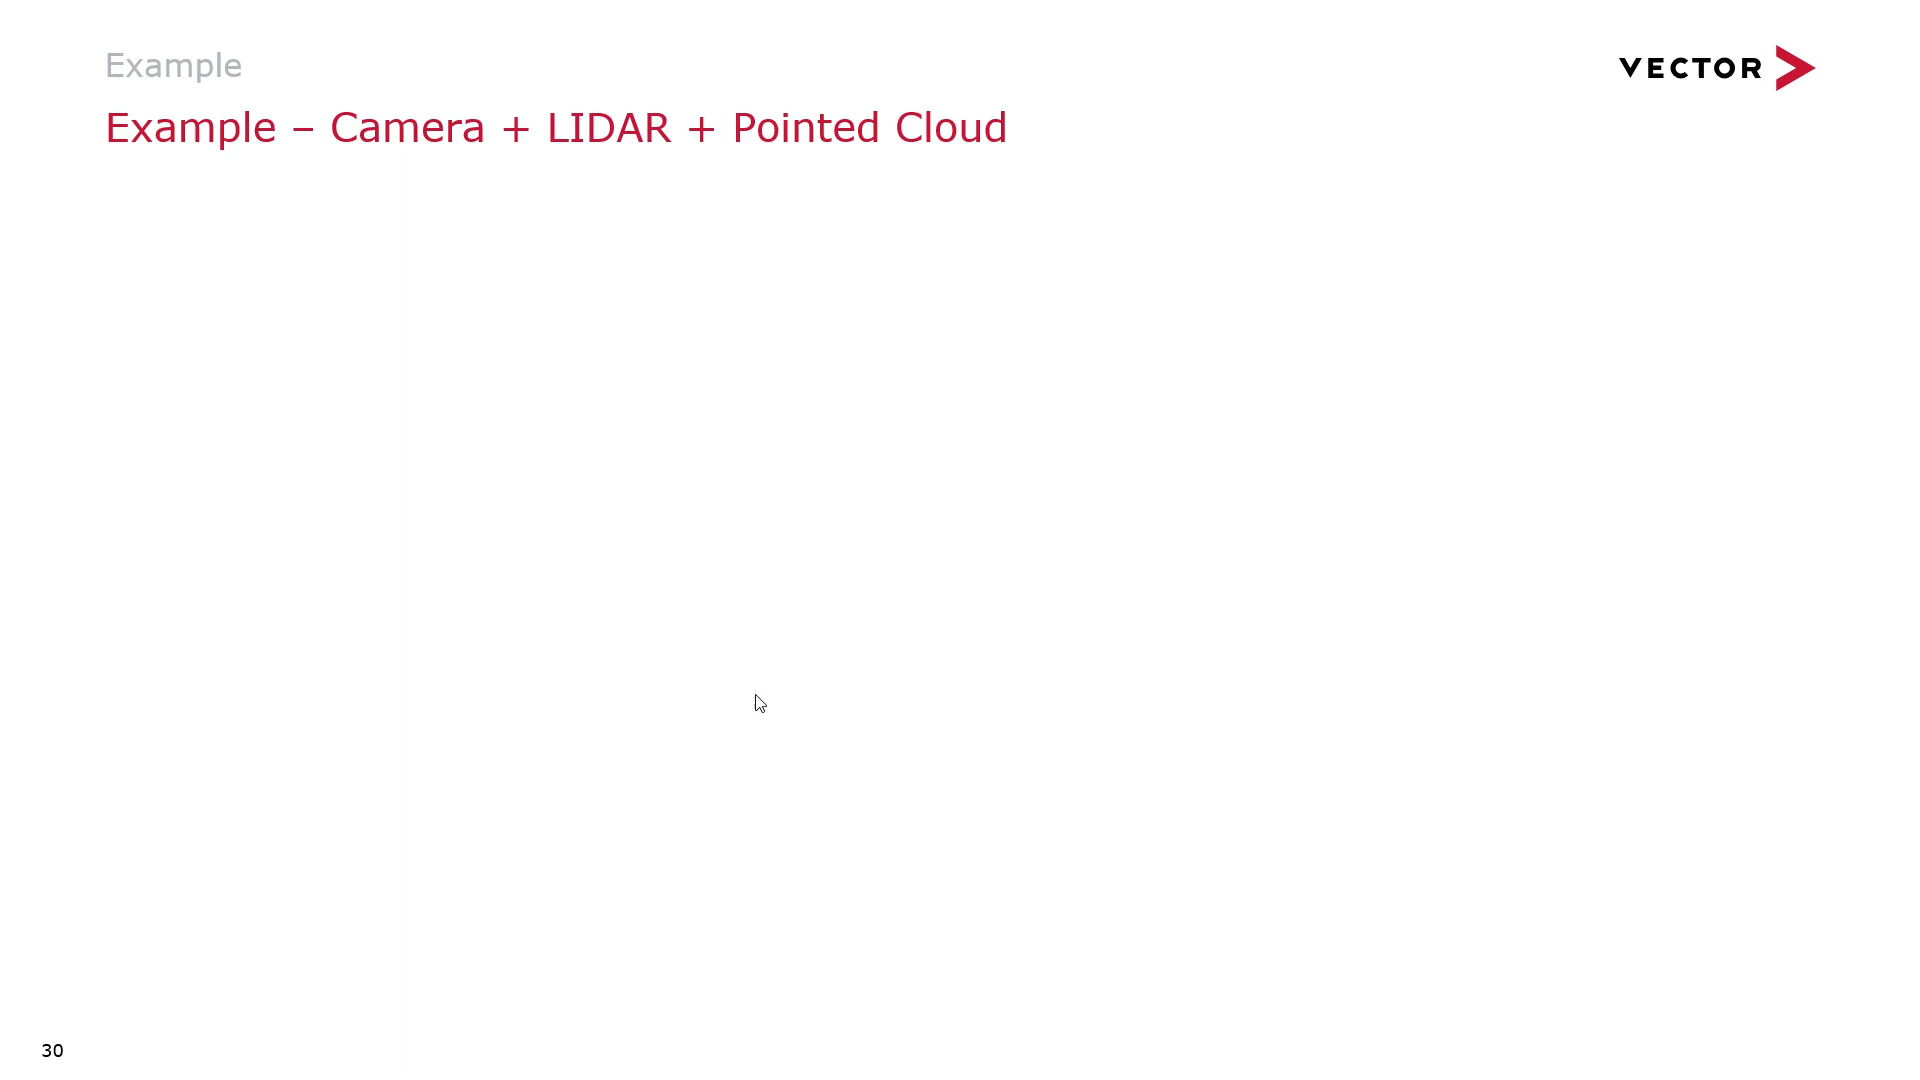 Example
VECTOR
Example – Camera + LIDAR + Pointed Cloud
30